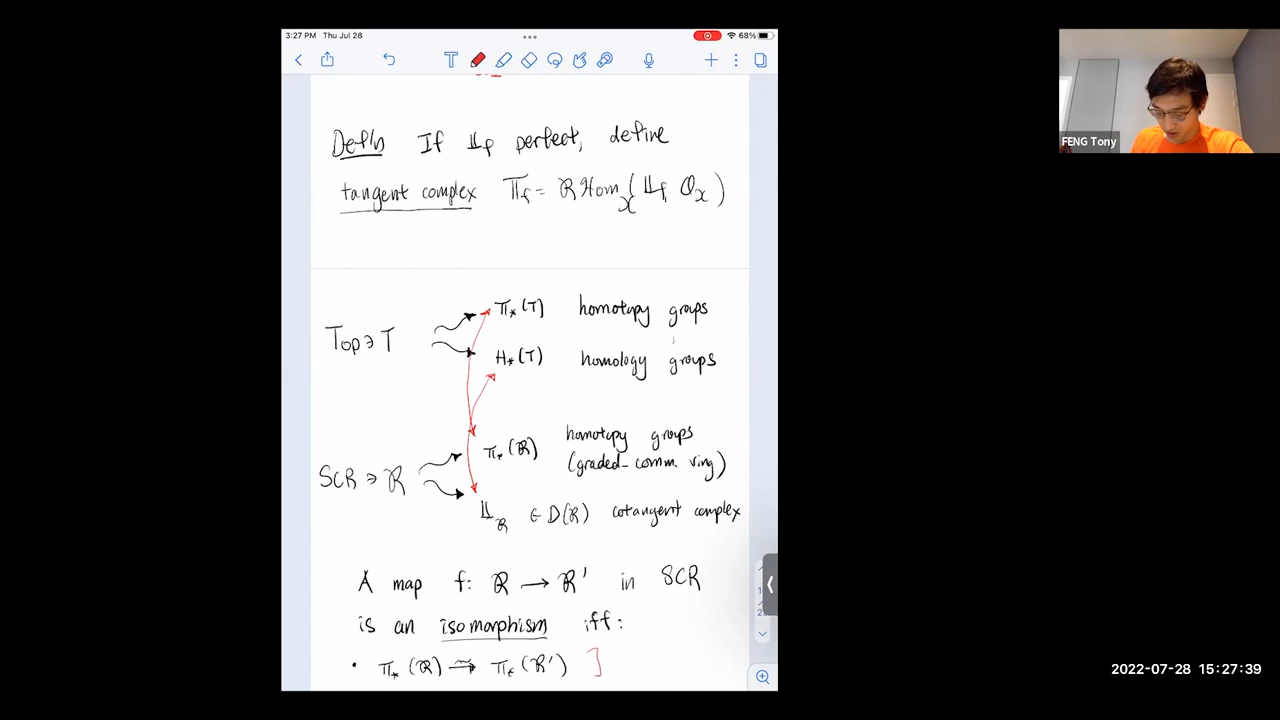 3:27 PM Thu Jul 28
68%
Def'n If 𝕃_f perfect, define
tangent complex 𝕋_f = RHom_X(𝕃_f, O_X)
Top ∋ T
π_*(T) homotopy groups
H_*(T) homology groups
SCR ∋ R
π_*(R) homotopy groups
(graded-comm. ring)
𝕃_R ∈ D(R) cotangent complex
A map f: R → R' in SCR
is an isomorphism iff:
• π_*(R) ⥲ π_*(R') ]
FENG Tony
2022-07-28 15:27:39